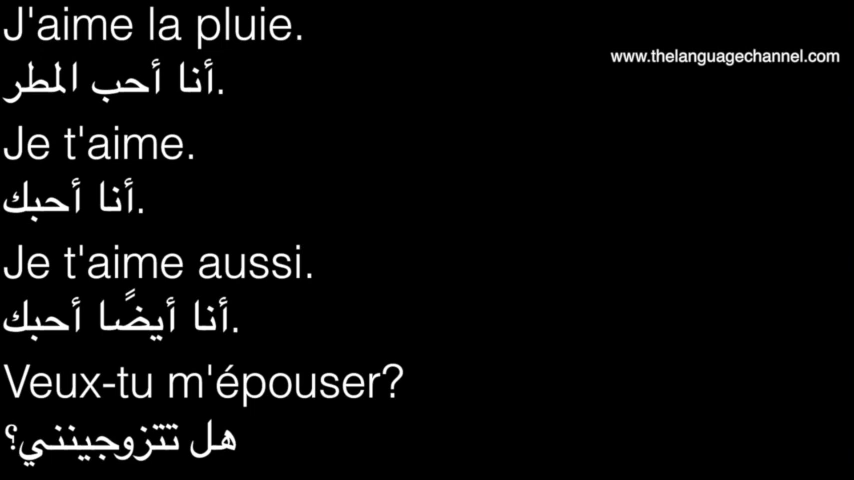 J'aime la pluie.
www.thelanguagechannel.com
أنا أحب المطر.
Je t'aime.
أنا أحبك.
Je t'aime aussi.
أنا أيضًا أحبك.
Veux-tu m'épouser?
هل تتزوجينني؟